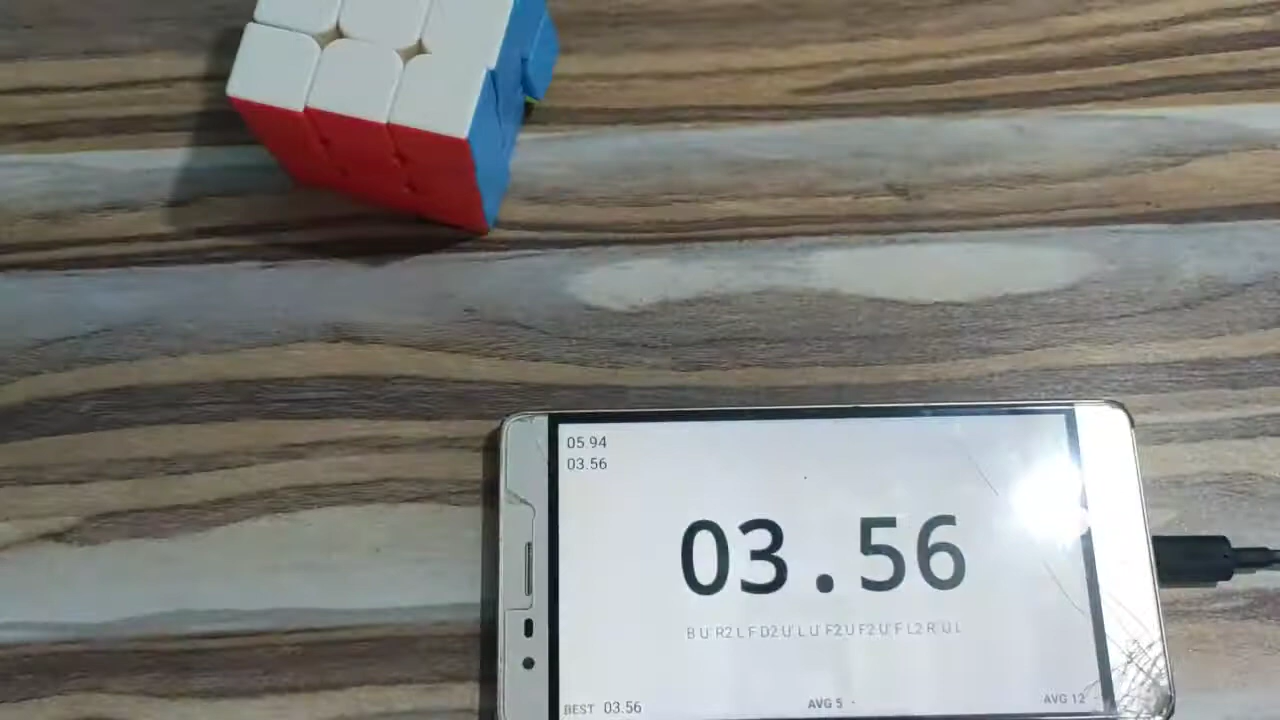 05 94
03.56
03.56
B U' R2 L F D2 U' L U' F2 U F2 U' F L2 R U L
BEST 03.56
AVG 5 -
AVG 12 -